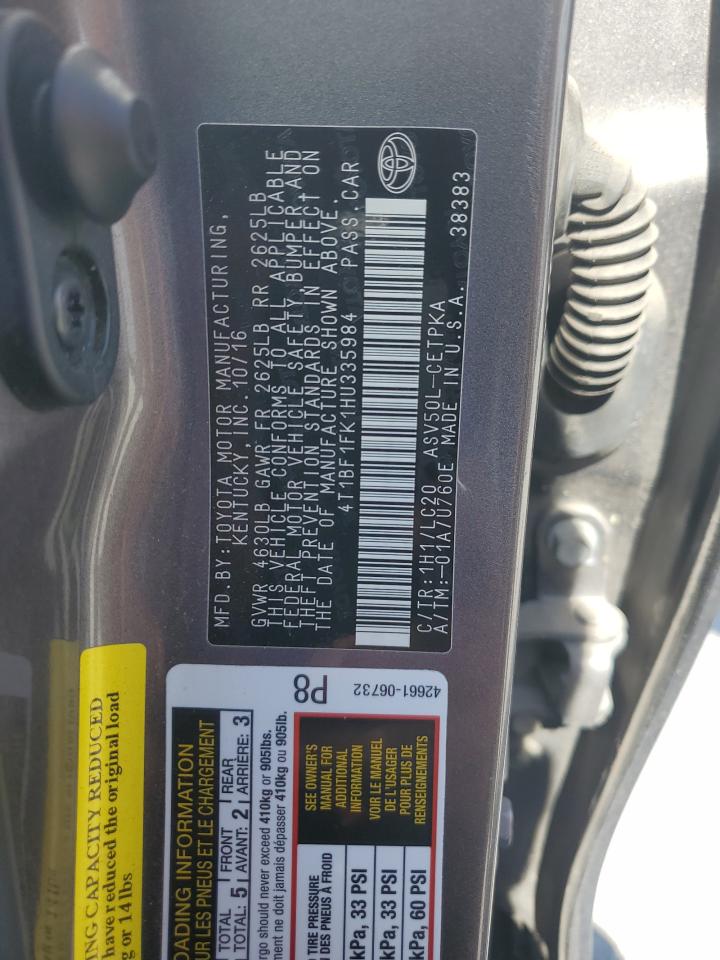 MFD.BY:TOYOTA MOTOR MANUFACTURING,
KENTUCKY, INC. 10/16
GVWR 4630LB GAWR FR 2625LB RR 2625LB
THIS VEHICLE CONFORMS TO ALL APPLICABLE
FEDERAL MOTOR VEHICLE SAFETY, BUMPER, AND
THEFT PREVENTION STANDARDS IN EFFECT ON
THE DATE OF MANUFACTURE SHOWN ABOVE.
4T1BF1FK1HU335984 PASS.CAR
C/TR:1H1/LC20 ASV50L-CETPKA
A/TM:-01A/U760E MADE IN U.S.A. 38383
NG CAPACITY REDUCED
have reduced the original load
g or 14 lbs
OADING INFORMATION
UR LES PNEUS ET LE CHARGEMENT
TOTAL FRONT REAR
TOTAL: 5 AVANT: 2 ARRIÈRE: 3
rgo should never exceed 410kg or 905lbs.
ment ne doit jamais dépasser 410kg ou 905lb.
TIRE PRESSURE
N DES PNEUS À FROID
kPa, 33 PSI
kPa, 33 PSI
kPa, 60 PSI
SEE OWNER'S
MANUAL FOR
ADDITIONAL
INFORMATION
VOIR LE MANUEL
DE L'USAGER
POUR PLUS DE
RENSEIGNEMENTS
P8
42661-06732